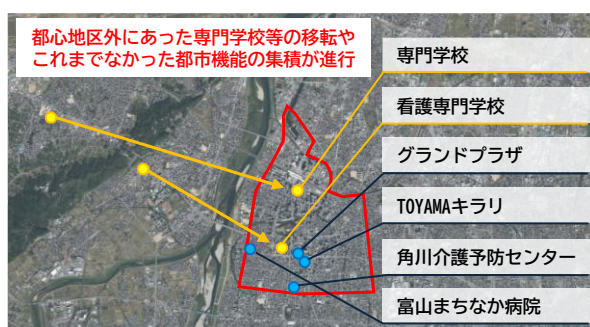 都心地区外にあった専門学校等の移転や
これまでなかった都市機能の集積が進行
専門学校
看護専門学校
グランドプラザ
TOYAMAキラリ
角川介護予防センター
富山まちなか病院